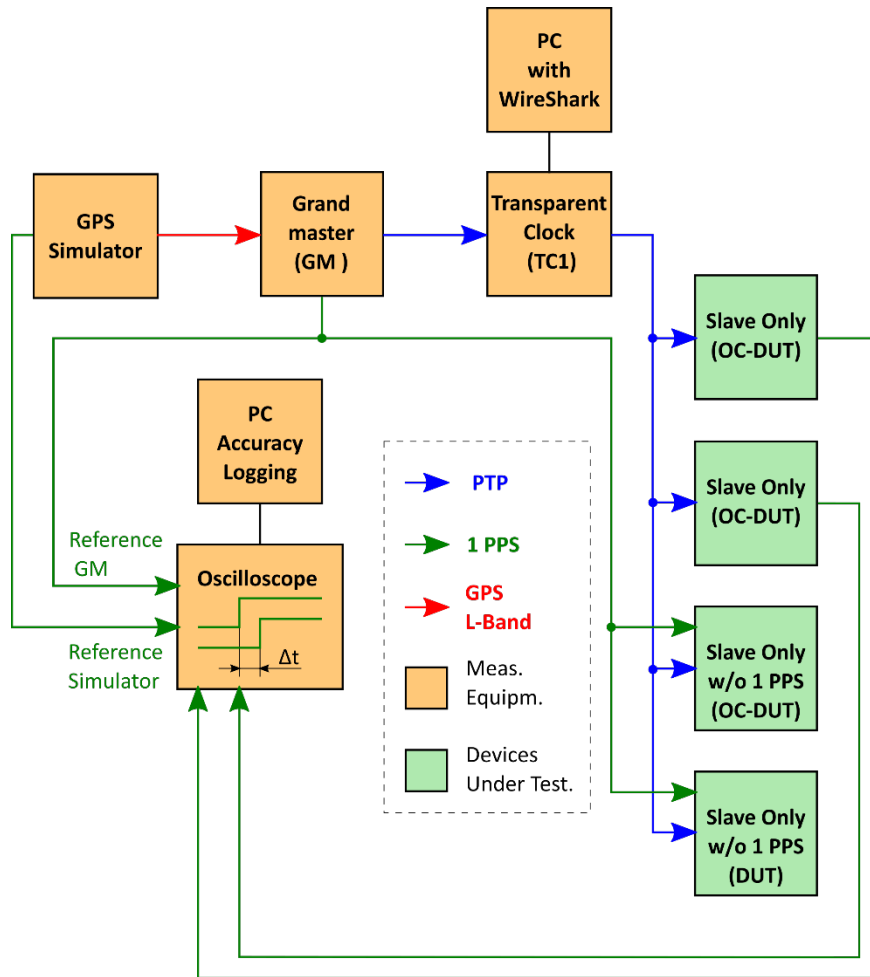 PC
with
WireShark
GPS
Simulator
Grand
master
(GM )
Transparent
Clock
(TC1)
Slave Only
(OC-DUT)
PC
Accuracy
Logging
PTP
Slave Only
(OC-DUT)
1 PPS
Reference
GM
Oscilloscope
GPS
L-Band
Reference
Simulator
Δt
Meas.
Equipm.
Slave Only
w/o 1 PPS
(OC-DUT)
Devices
Under Test.
Slave Only
w/o 1 PPS
(DUT)